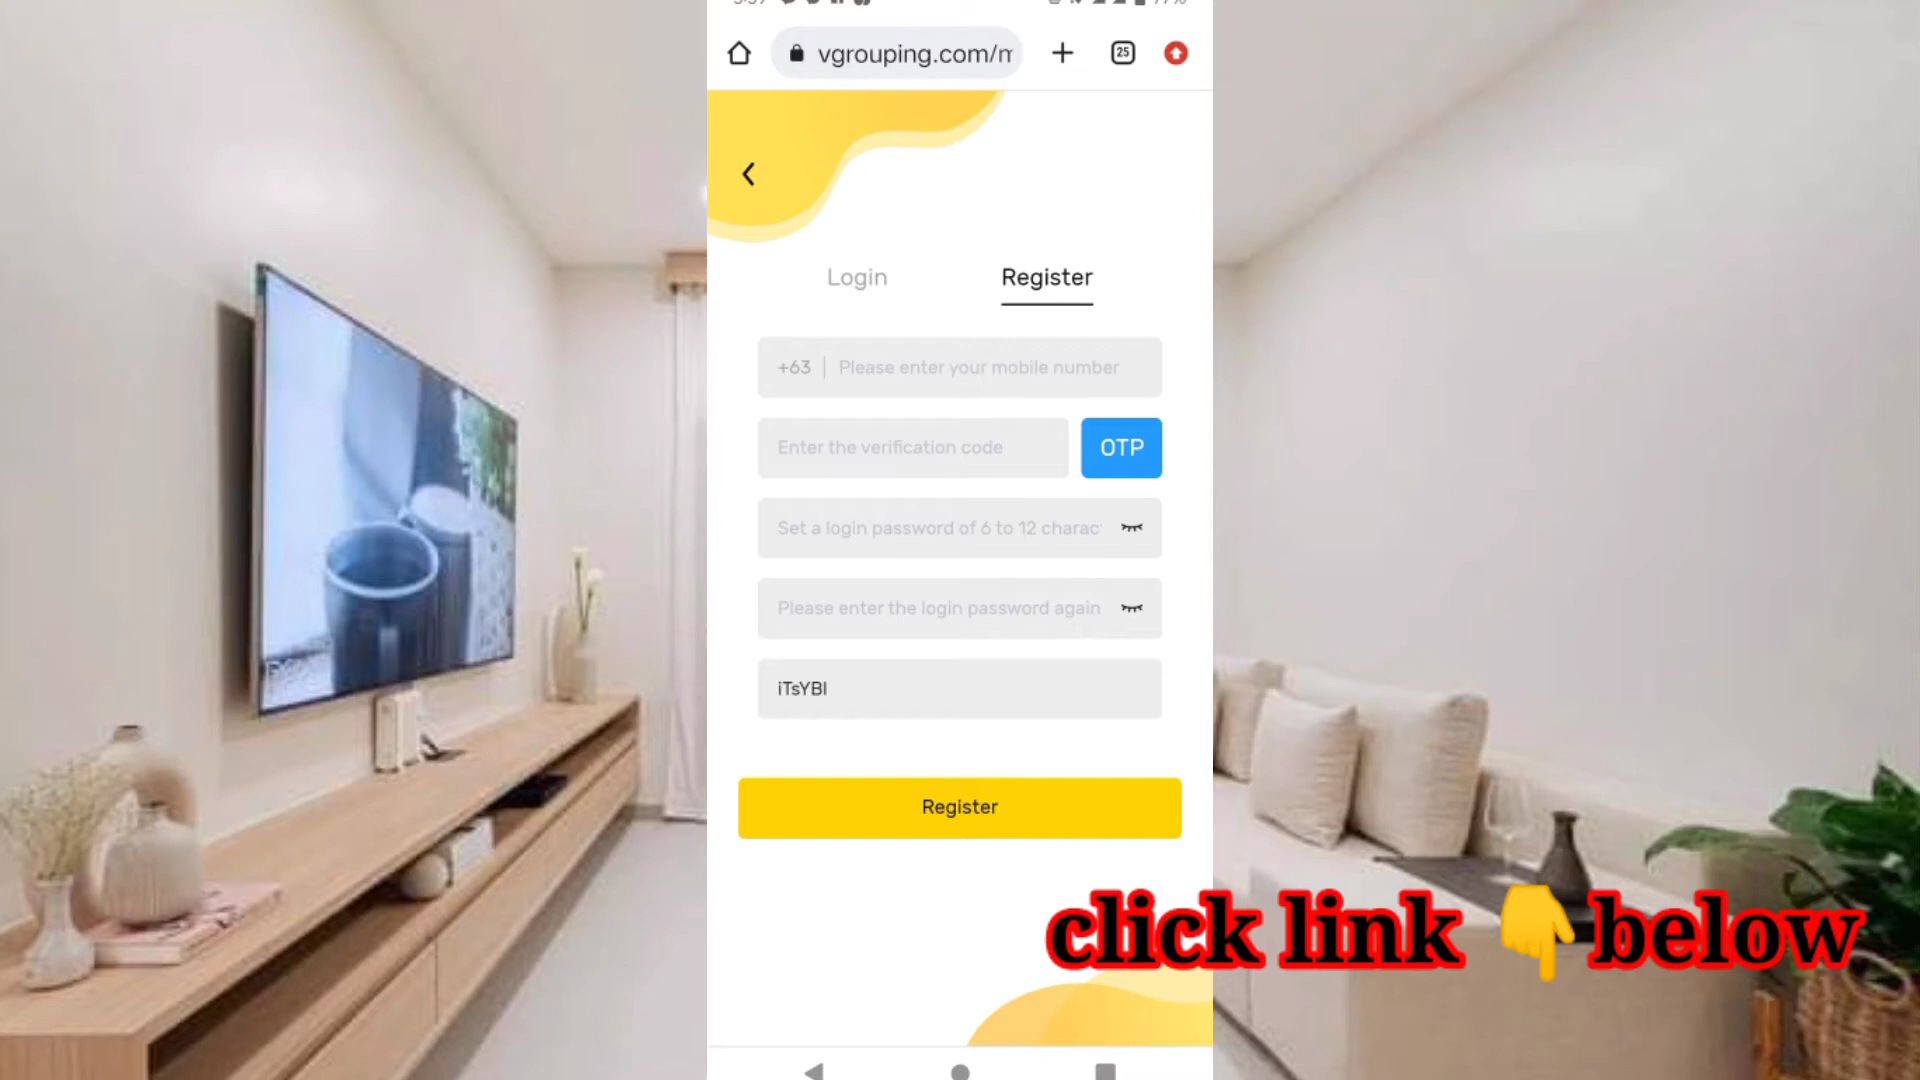 vgrouping.com/m
25
Login
Register
+63
Please enter your mobile number
Enter the verification code
OTP
Set a login password of 6 to 12 charac
Please enter the login password again
iTsYBI
Register
click link 👇below